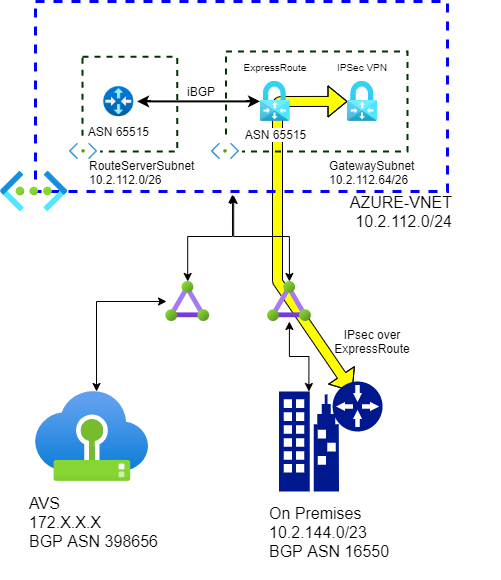 ExpressRoute
IPSec VPN
iBGP
ASN 65515
ASN 65515
RouteServerSubnet
10.2.112.0/26
GatewaySubnet
10.2.112.64/26
AZURE-VNET
10.2.112.0/24
IPsec over
ExpressRoute
AVS
172.X.X.X
BGP ASN 398656
On Premises
10.2.144.0/23
BGP ASN 16550